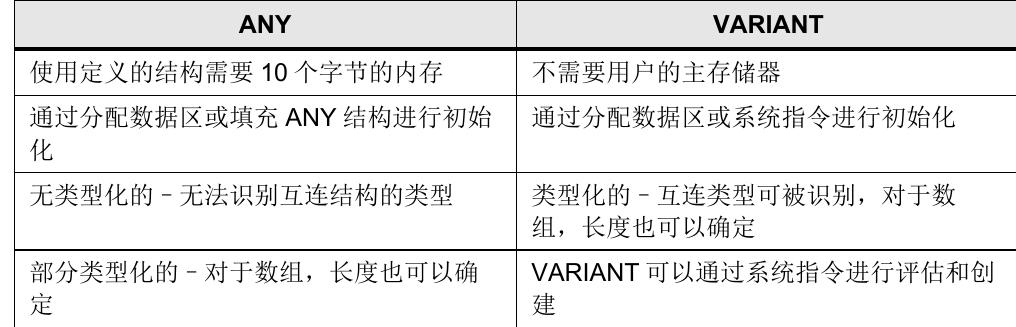 ANY
VARIANT
使用定义的结构需要 10 个字节的内存
不需要用户的主存储器
通过分配数据区或填充 ANY 结构进行初始
化
通过分配数据区或系统指令进行初始化
无类型化的 – 无法识别互连结构的类型
类型化的 – 互连类型可被识别，对于数
组，长度也可以确定
部分类型化的 – 对于数组，长度也可以确
定
VARIANT 可以通过系统指令进行评估和创
建